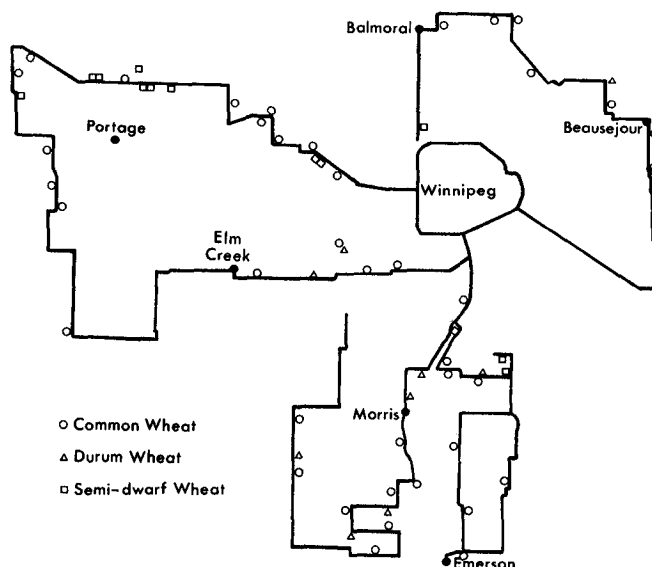 Balmoral
Beausejour
Portage
Winnipeg
Elm
Creek
Morris
Common Wheat
Durum Wheat
Semi-dwarf Wheat
Emerson